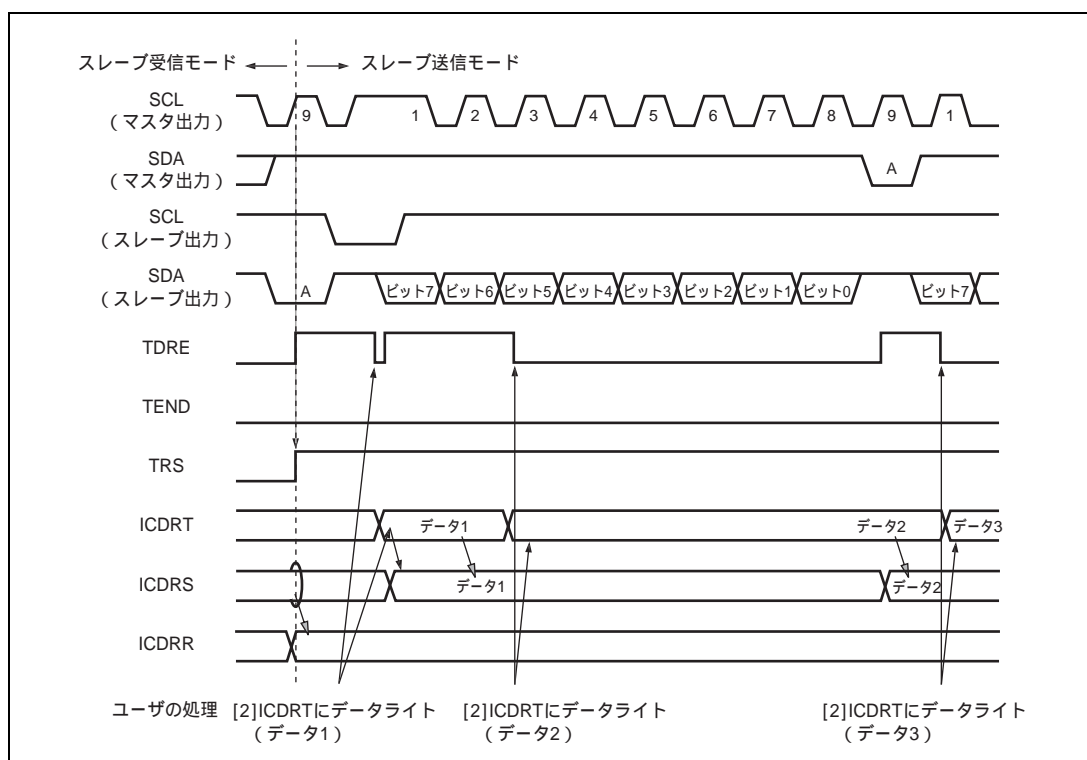 スレーブ受信モード スレーブ送信モード
SCL
（マスタ出力）
9 1 2 3 4 5 6 7 8 9 1
SDA
（マスタ出力）
A
SCL
（スレーブ出力）
SDA
（スレーブ出力）
A ビット7 ビット6 ビット5 ビット4 ビット3 ビット2 ビット1 ビット0 ビット7
TDRE
TEND
TRS
ICDRT
データ1 データ2 データ3
ICDRS
データ1 データ2
ICDRR
ユーザの処理 [2]ICDRTにデータライト
（データ1）
[2]ICDRTにデータライト
（データ2）
[2]ICDRTにデータライト
（データ3）